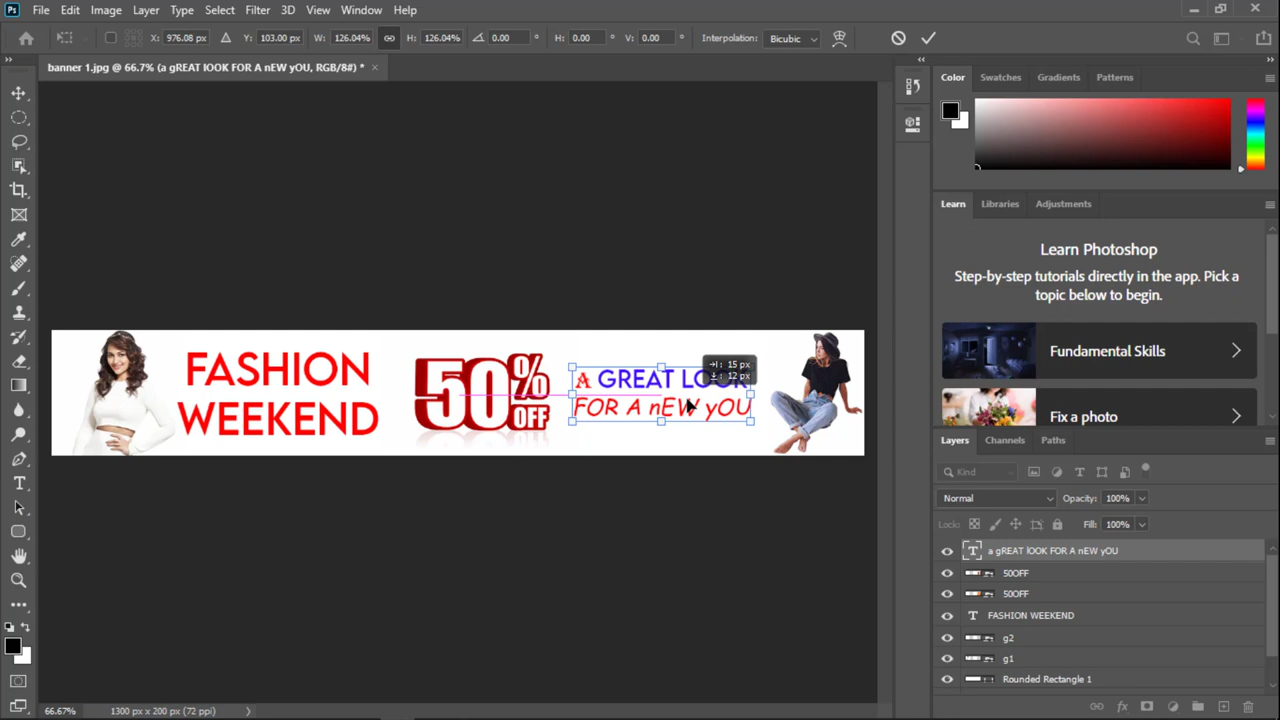 Ps File Edit Image Layer Type Select Filter 3D View Window Help
X: 976.08 px Y: 103.00 px W: 126.04% H: 126.04% 0.00 ° H: 0.00 ° V: 0.00 ° Interpolation: Bicubic
banner 1.jpg @ 66.7% (a gREAT lOOK FOR A nEW yOU, RGB/8#) * ×
Color Swatches Gradients Patterns
Learn Libraries Adjustments
Learn Photoshop
Step-by-step tutorials directly in the app. Pick a
topic below to begin.
Fundamental Skills
Fix a photo
FASHION
WEEKEND
50%
OFF
A GREAT LOOK
FOR A nEW yOU
15 px
12 px
Layers Channels Paths
Kind
Normal Opacity: 100%
Lock: Fill: 100%
T a gREAT lOOK FOR A nEW yOU
50OFF
50OFF
T FASHION WEEKEND
g2
g1
Rounded Rectangle 1
66.67% 1300 px x 200 px (72 ppi)